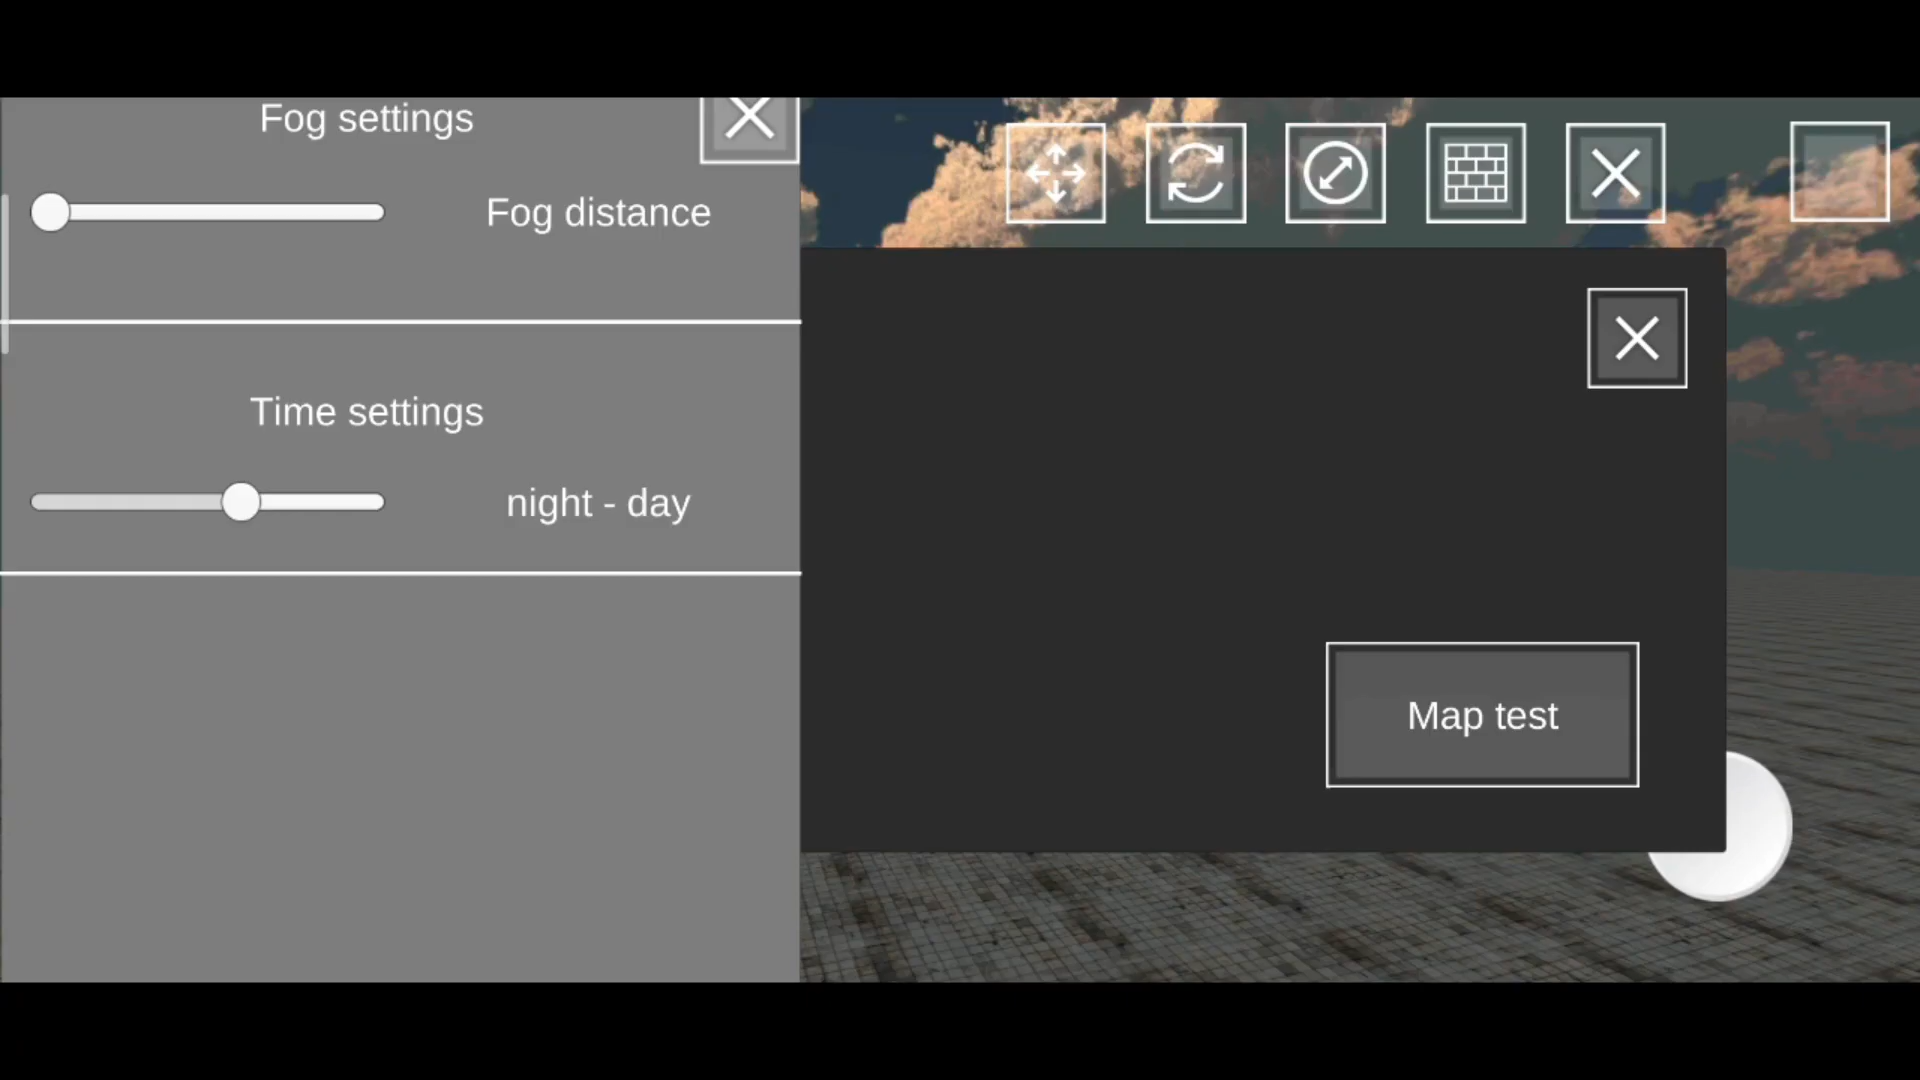 Fog settings
Fog distance
Time settings
night - day
Map test